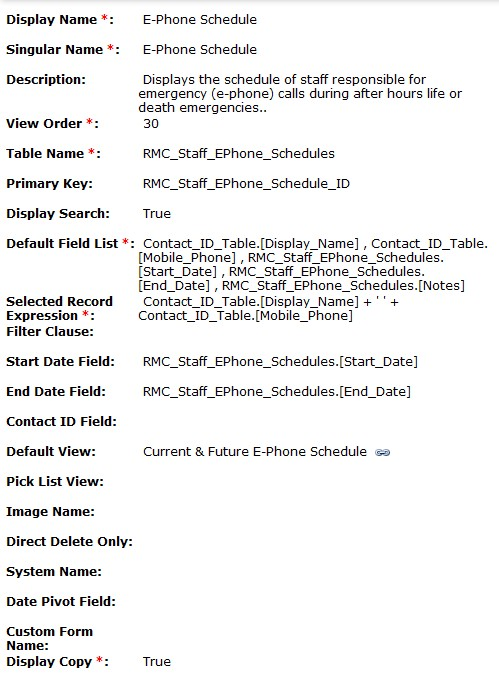 Display Name *: E-Phone Schedule
Singular Name *: E-Phone Schedule
Description: Displays the schedule of staff responsible for
emergency (e-phone) calls during after hours life or
death emergencies..
View Order *: 30
Table Name *: RMC_Staff_EPhone_Schedules
Primary Key: RMC_Staff_EPhone_Schedule_ID
Display Search: True
Default Field List *: Contact_ID_Table.[Display_Name] , Contact_ID_Table.
[Mobile_Phone] , RMC_Staff_EPhone_Schedules.
[Start_Date] , RMC_Staff_EPhone_Schedules.
[End_Date] , RMC_Staff_EPhone_Schedules.[Notes]
Selected Record Contact_ID_Table.[Display_Name] + ' ' +
Expression *: Contact_ID_Table.[Mobile_Phone]
Filter Clause:
Start Date Field: RMC_Staff_EPhone_Schedules.[Start_Date]
End Date Field: RMC_Staff_EPhone_Schedules.[End_Date]
Contact ID Field:
Default View: Current & Future E-Phone Schedule
Pick List View:
Image Name:
Direct Delete Only:
System Name:
Date Pivot Field:
Custom Form
Name:
Display Copy *: True